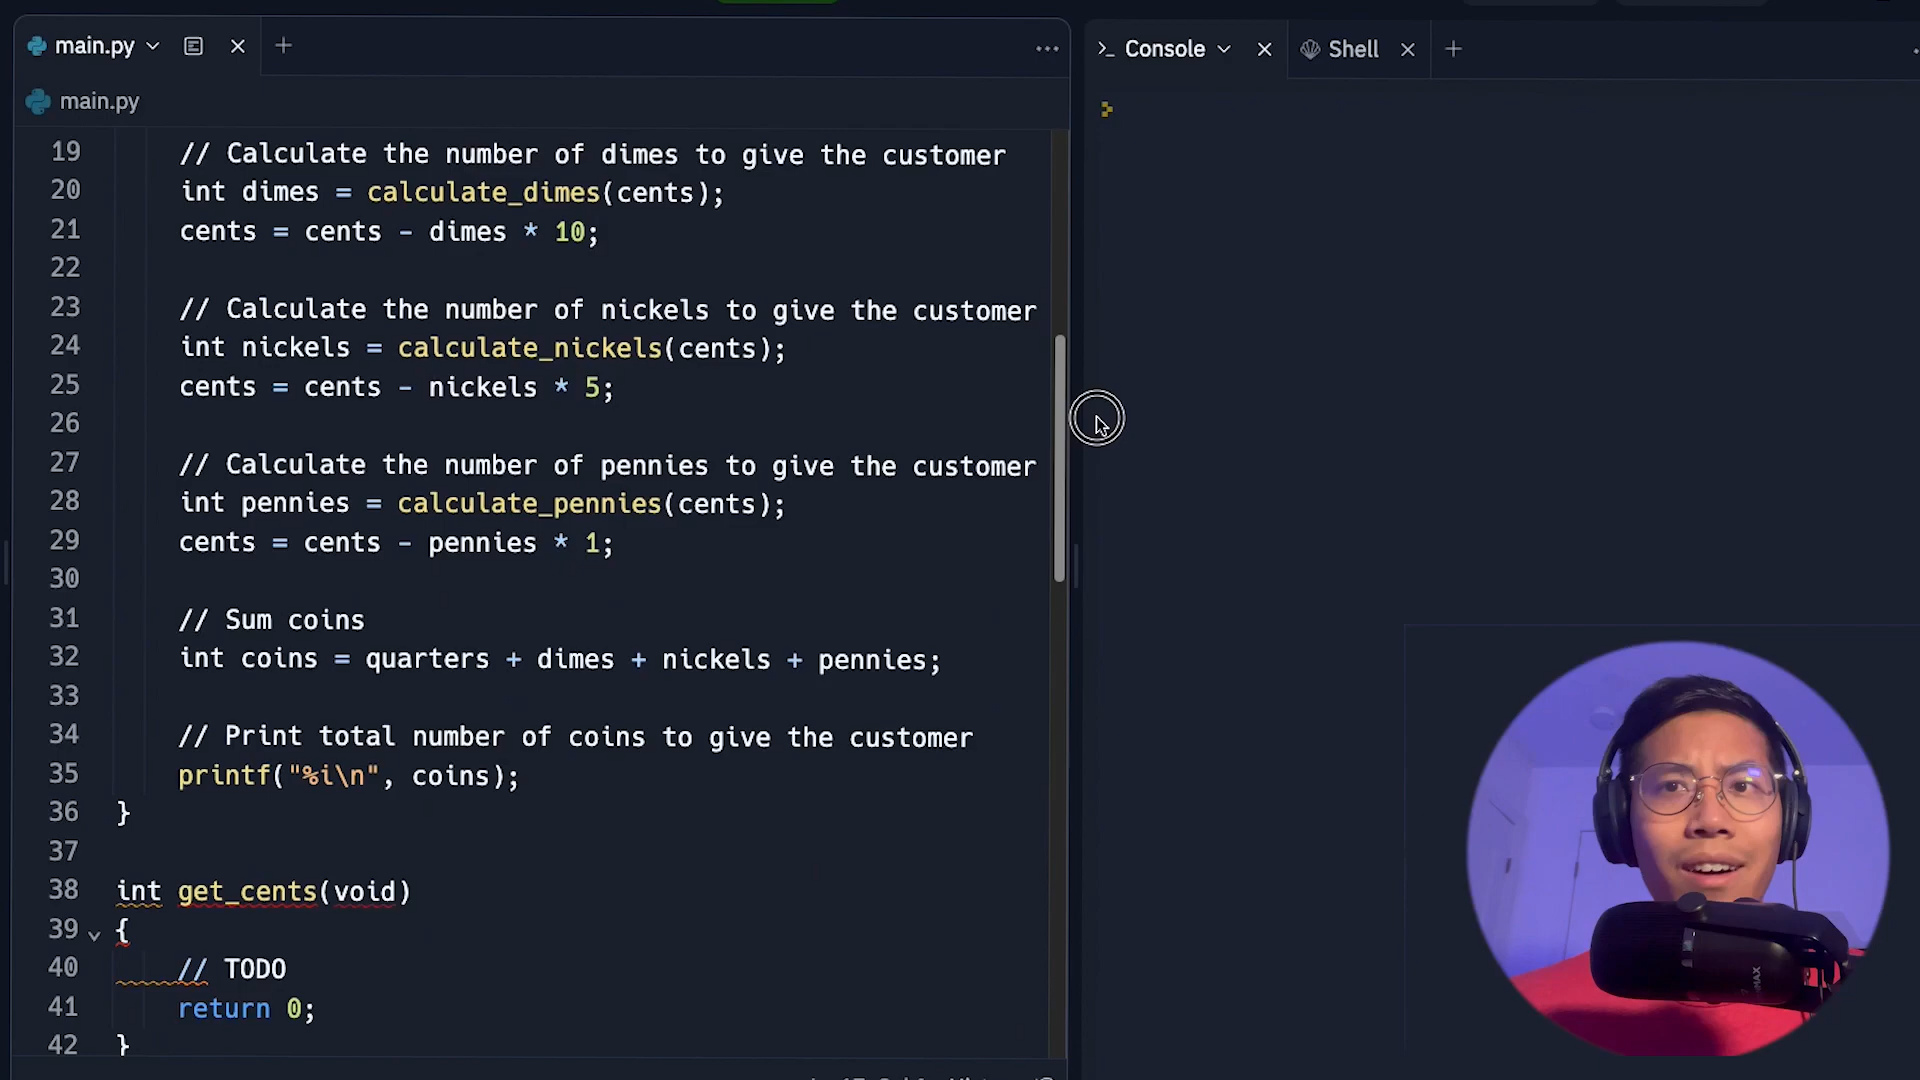 main.py
Console
Shell
main.py
19 // Calculate the number of dimes to give the customer
20 int dimes = calculate_dimes(cents);
21 cents = cents - dimes * 10;
22
23 // Calculate the number of nickels to give the customer
24 int nickels = calculate_nickels(cents);
25 cents = cents - nickels * 5;
26
27 // Calculate the number of pennies to give the customer
28 int pennies = calculate_pennies(cents);
29 cents = cents - pennies * 1;
30
31 // Sum coins
32 int coins = quarters + dimes + nickels + pennies;
33
34 // Print total number of coins to give the customer
35 printf("%i\n", coins);
36 }
37
38 int get_cents(void)
39 {
40 // TODO
41 return 0;
42 }